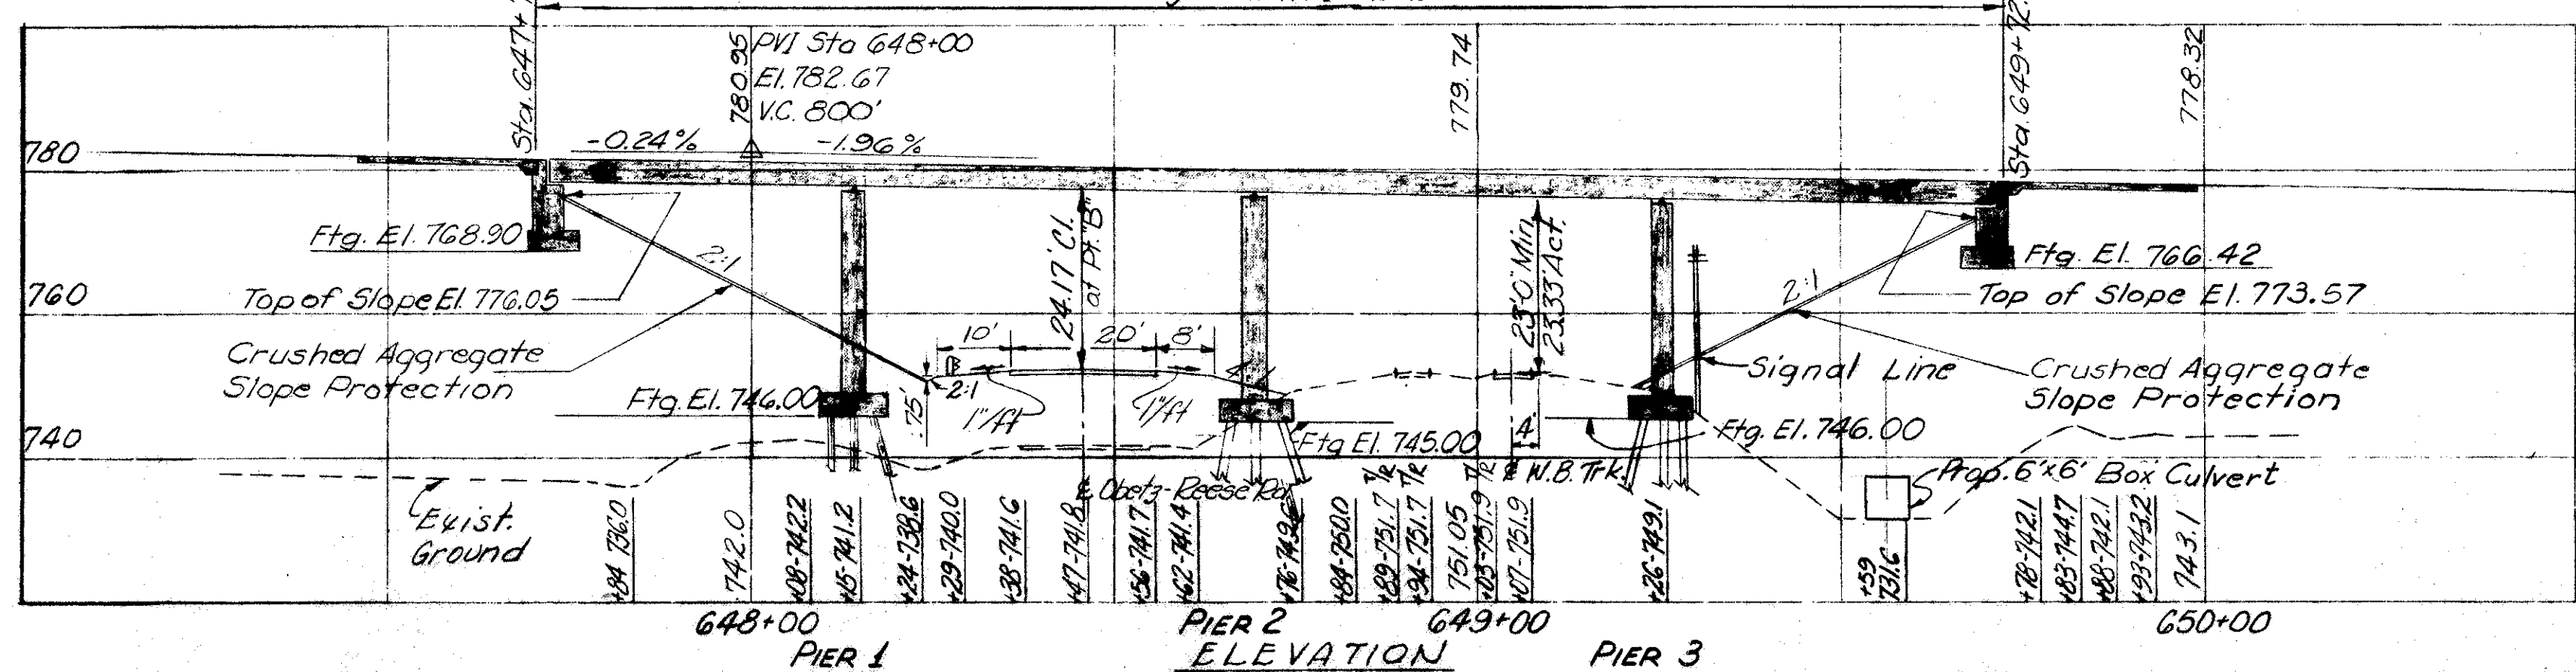 Sta. 647+
780.95
PVI Sta 648+00
El. 782.67
V.C. 800'
-0.24%
-1.96%
779.74
Sta. 649+72.
778.32
780
760
740
Ftg. El. 768.90
Top of Slope El. 776.05
2:1
Crushed Aggregate
Slope Protection
Ftg. El. 746.00
.75'
2:1
10'
20'
8'
1"/ft
1"/ft
24.17' Cl.
at Pt. "B"
23'0" Min.
23.33' Act.
4.
Ftg El. 745.00
℄ Obetz-Reese Rd
℄ W.B. Trk.
Signal Line
2:1
Ftg. El. 766.42
Top of Slope El. 773.57
Crushed Aggregate
Slope Protection
Ftg. El. 746.00
Prop. 6'x6' Box Culvert
Exist.
Ground
+84 736.0
742.0
+08-742.2
+15-741.2
+24-738.6
+29-740.0
+38-741.6
+47-741.8
+56-741.7
+62-741.4
+84-750.0
+89-751.7 T/R
+94-751.7 T/R
751.05
+03-751.9 T/R
+07-751.9
+26-749.1
+59
731.6
+78-742.1
+83-744.7
+88-742.1
+93-743.2
743.1
648+00
649+00
650+00
PIER 1
PIER 2
PIER 3
ELEVATION